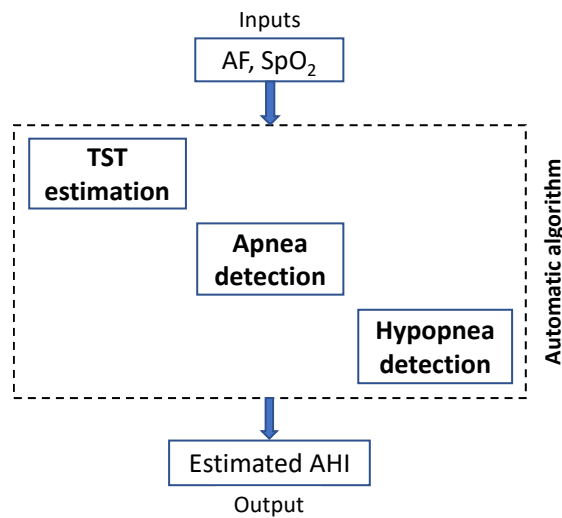 Inputs
AF, SpO₂
TST
estimation
Apnea
detection
Hypopnea
detection
Automatic algorithm
Estimated AHI
Output